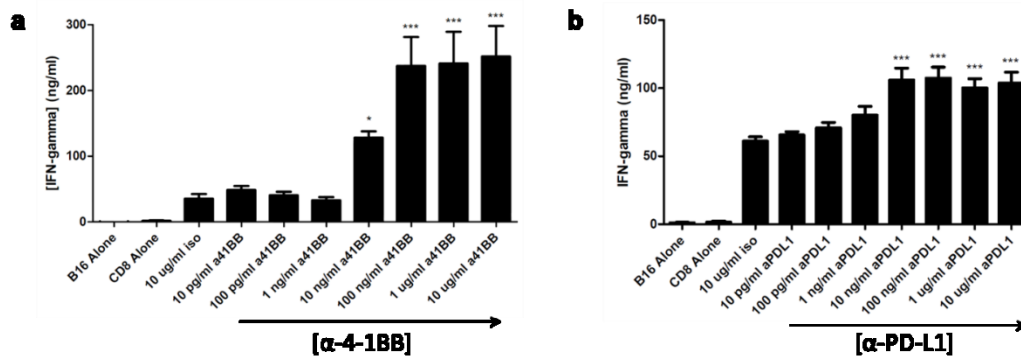 a
[IFN-gamma] (ng/ml)
300
200
100
0
***
***
***
*
B16 Alone
CD8 Alone
10 ug/ml iso
10 pg/ml a41BB
100 pg/ml a41BB
1 ng/ml a41BB
10 ng/ml a41BB
100 ng/ml a41BB
1 ug/ml a41BB
10 ug/ml a41BB
[α-4-1BB]
b
IFN-gamma (ng/ml)
150
100
50
0
***
***
***
***
B16 Alone
CD8 Alone
10 ug/ml iso
10 pg/ml aPDL1
100 pg/ml aPDL1
1 ng/ml aPDL1
10 ng/ml aPDL1
100 ng/ml aPDL1
1 ug/ml aPDL1
10 ug/ml aPDL1
[α-PD-L1]